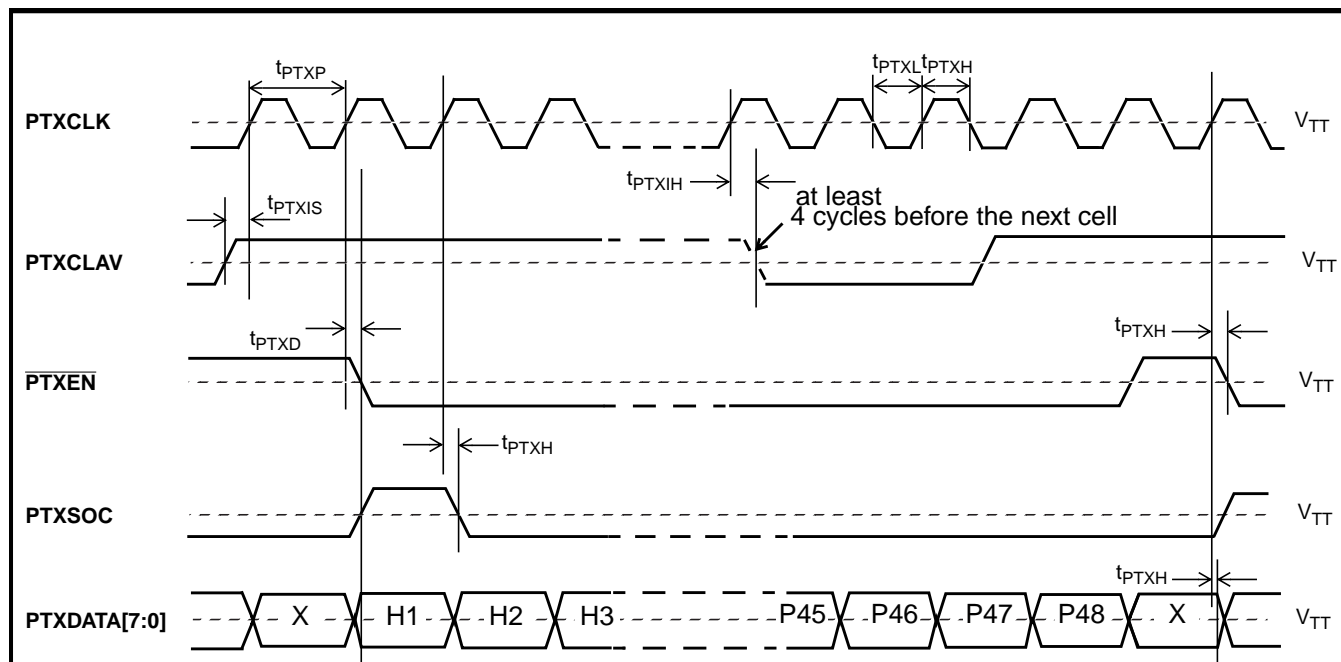 tPTXP
tPTXL tPTXH
PTXCLK
VTT
tPTXIH
at least
4 cycles before the next cell
tPTXIS
PTXCLAV
VTT
tPTXD
tPTXH
PTXEN
VTT
tPTXH
PTXSOC
VTT
tPTXH
PTXDATA[7:0]
X H1 H2 H3 P45 P46 P47 P48 X
VTT